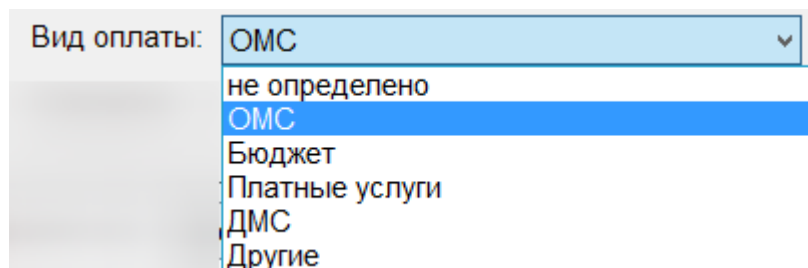 Вид оплаты: ОМС
не определено
ОМС
Бюджет
Платные услуги
ДМС
Другие